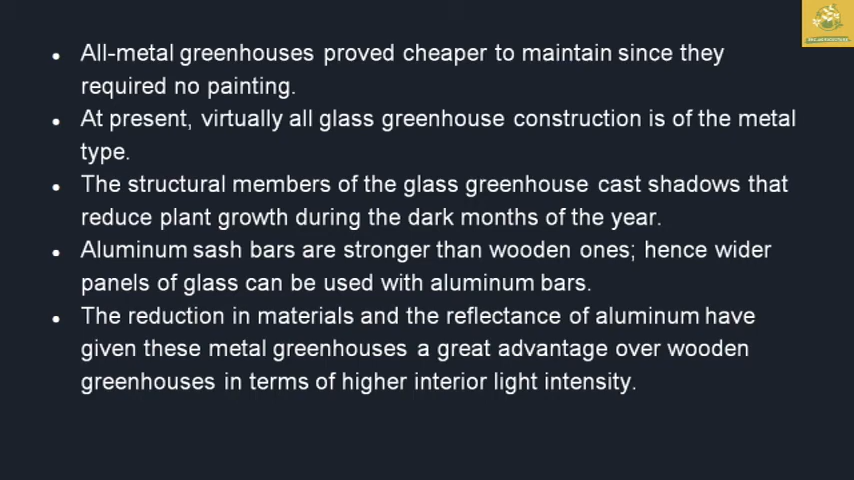 • All-metal greenhouses proved cheaper to maintain since they
required no painting.
• At present, virtually all glass greenhouse construction is of the metal
type.
• The structural members of the glass greenhouse cast shadows that
reduce plant growth during the dark months of the year.
• Aluminum sash bars are stronger than wooden ones; hence wider
panels of glass can be used with aluminum bars.
• The reduction in materials and the reflectance of aluminum have
given these metal greenhouses a great advantage over wooden
greenhouses in terms of higher interior light intensity.